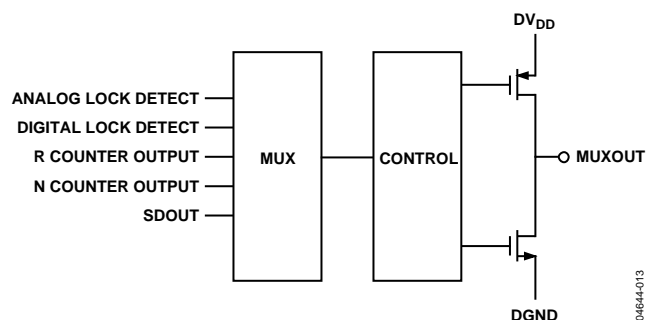 DVDD
ANALOG LOCK DETECT
DIGITAL LOCK DETECT
R COUNTER OUTPUT
N COUNTER OUTPUT
SDOUT
MUX
CONTROL
MUXOUT
DGND
04644-013